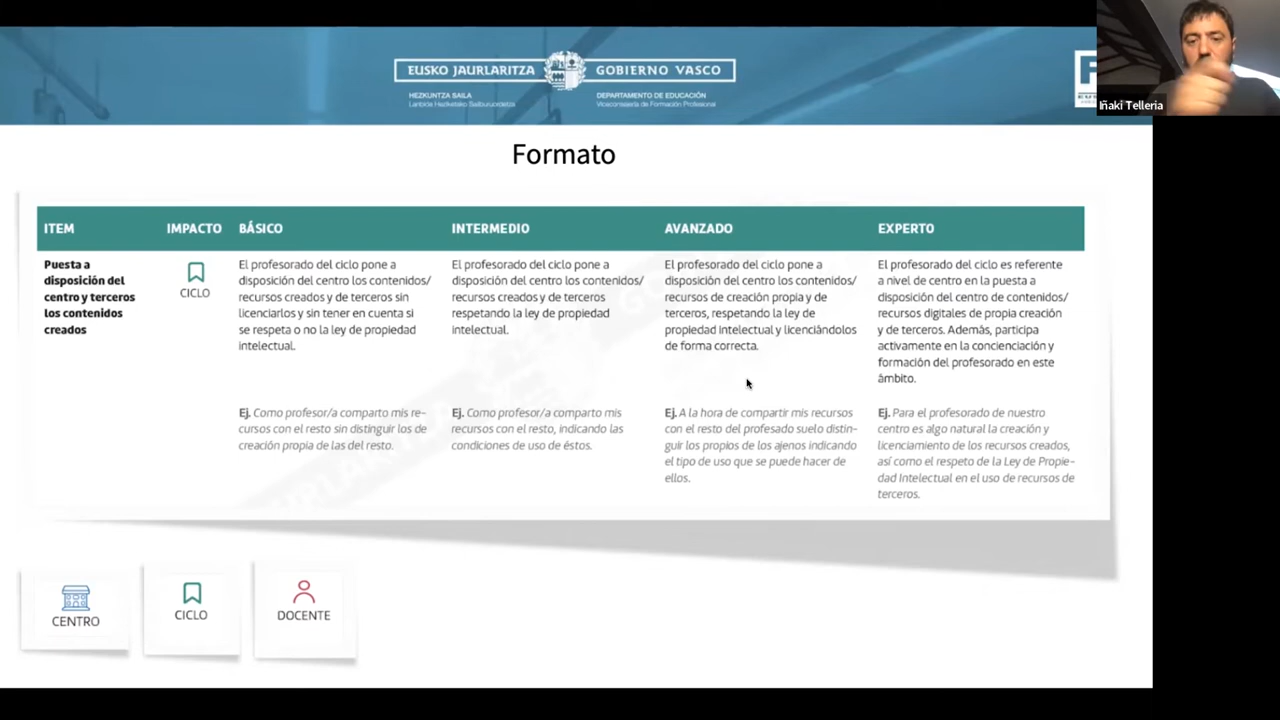 EUSKO JAURLARITZA GOBIERNO VASCO
HEZKUNTZA SAILA
Lanbide Heziketako Sailburuordetza
DEPARTAMENTO DE EDUCACIÓN
Viceconsejería de Formación Profesional
Iñaki Telleria
Formato
ITEM IMPACTO BÁSICO INTERMEDIO AVANZADO EXPERTO
Puesta a
disposición del
centro y terceros
los contenidos
creados
CICLO
El profesorado del ciclo pone a
disposición del centro los contenidos/
recursos creados y de terceros sin
licenciarlos y sin tener en cuenta si
se respeta o no la ley de propiedad
intelectual.
Ej. Como profesor/a comparto mis re-
cursos con el resto sin distinguir los de
creación propia de las del resto.
El profesorado del ciclo pone a
disposición del centro los contenidos/
recursos creados y de terceros
respetando la ley de propiedad
intelectual.
Ej. Como profesor/a comparto mis
recursos con el resto, indicando las
condiciones de uso de éstos.
El profesorado del ciclo pone a
disposición del centro los contenidos/
recursos de creación propia y de
terceros, respetando la ley de
propiedad intelectual y licenciándolos
de forma correcta.
Ej. A la hora de compartir mis recursos
con el resto del profesado suelo distin-
guir los propios de los ajenos indicando
el tipo de uso que se puede hacer de
ellos.
El profesorado del ciclo es referente
a nivel de centro en la puesta a
disposición del centro de contenidos/
recursos digitales de propia creación
y de terceros. Además, participa
activamente en la concienciación y
formación del profesorado en este
ámbito.
Ej. Para el profesorado de nuestro
centro es algo natural la creación y
licenciamiento de los recursos creados,
así como el respeto de la Ley de Propie-
dad Intelectual en el uso de recursos de
terceros.
CENTRO
CICLO
DOCENTE